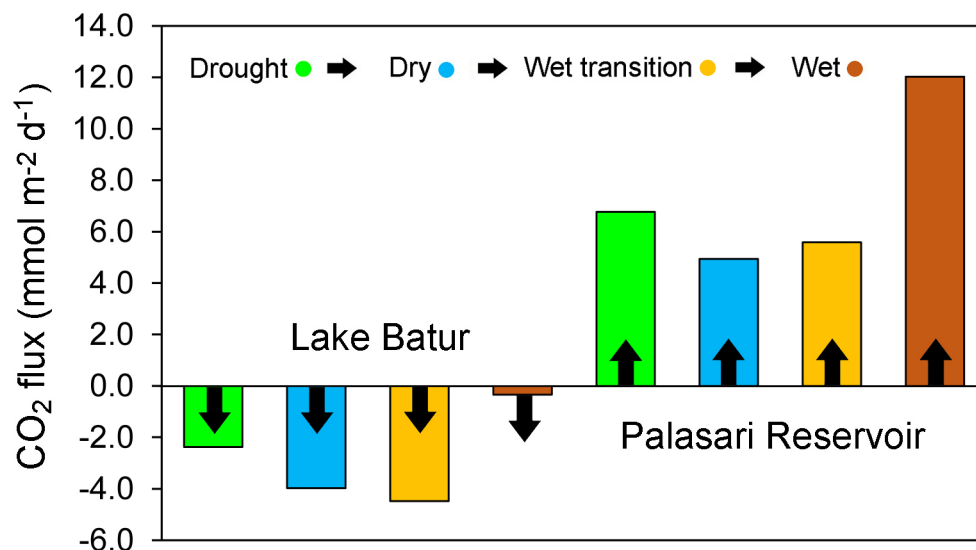 CO₂ flux (mmol m⁻² d⁻¹)
14.0
12.0
10.0
8.0
6.0
4.0
2.0
0.0
-2.0
-4.0
-6.0
Drought Dry Wet transition Wet
Lake Batur
Palasari Reservoir